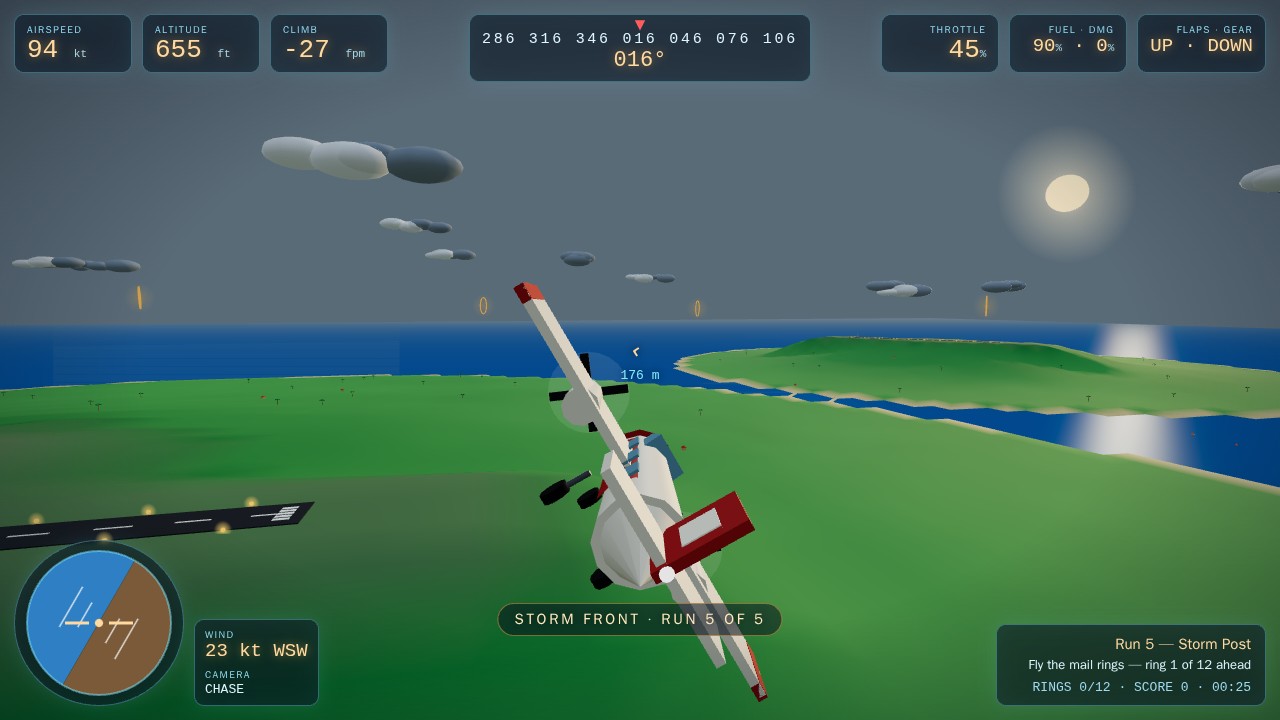 AIRSPEED
94 kt
ALTITUDE
655 ft
CLIMB
-27 fpm
286 316 346 016 046 076 106
016°
THROTTLE
45%
FUEL · DMG
90% · 0%
FLAPS · GEAR
UP · DOWN
176 m
STORM FRONT · RUN 5 OF 5
WIND
23 kt WSW
CAMERA
CHASE
Run 5 — Storm Post
Fly the mail rings — ring 1 of 12 ahead
RINGS 0/12 · SCORE 0 · 00:25